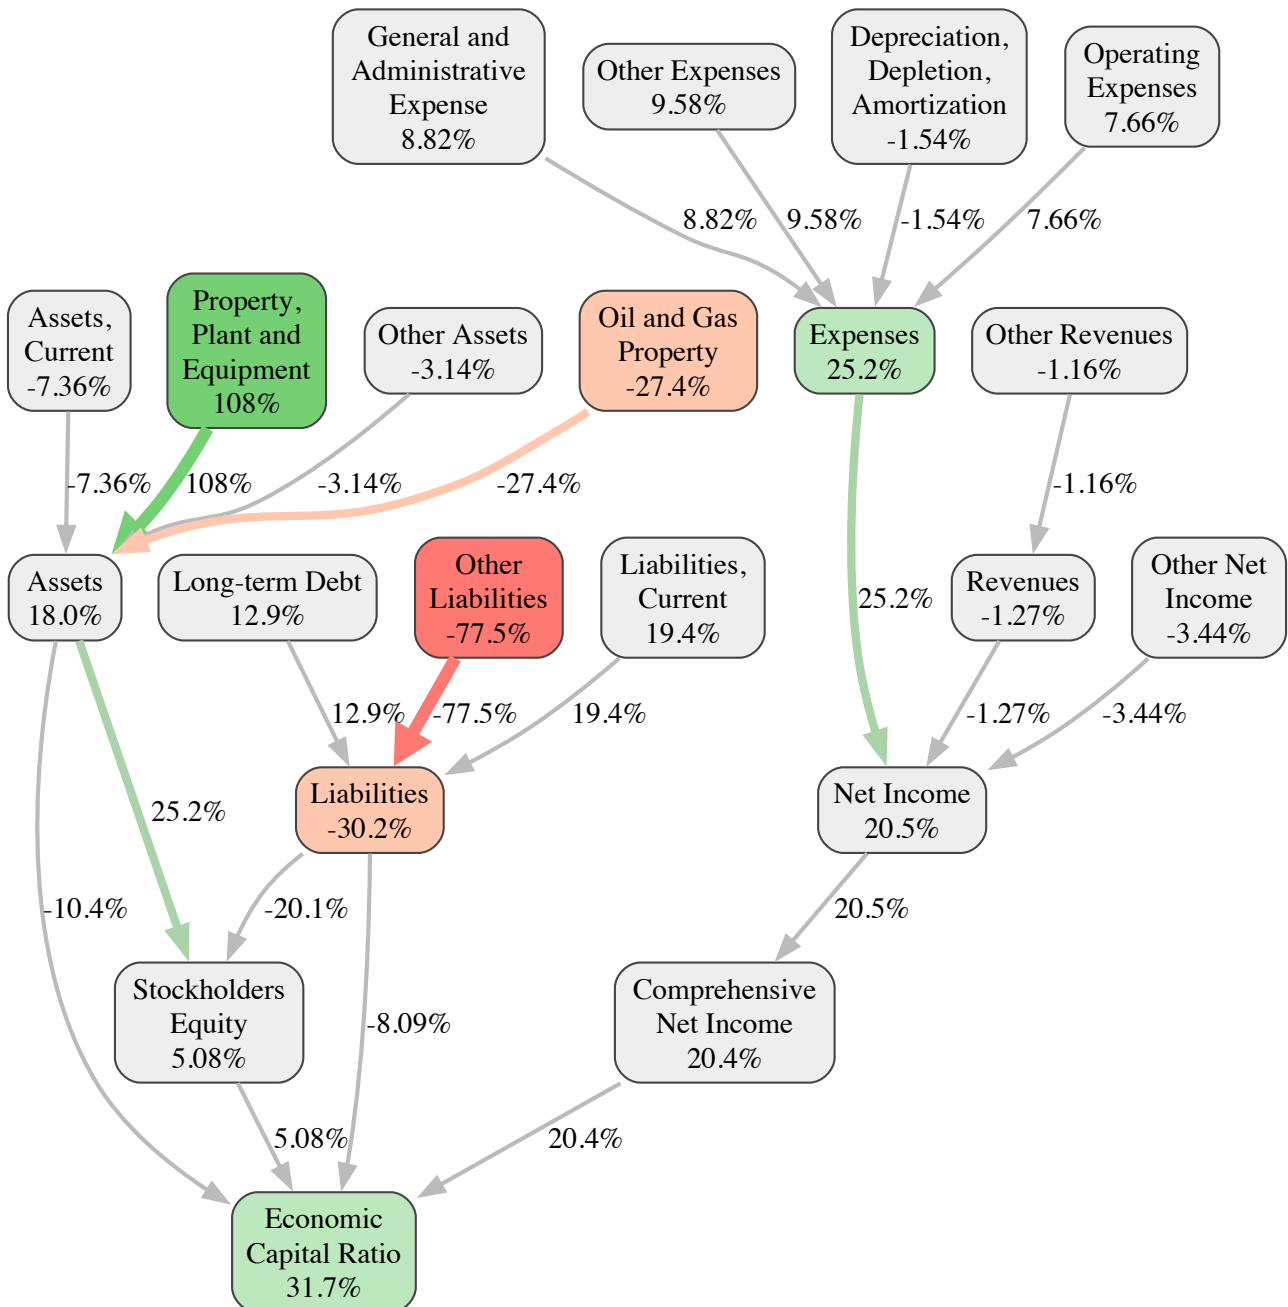 General and
Administrative
Expense
8.82%
Other Expenses
9.58%
Depreciation,
Depletion,
Amortization
-1.54%
Operating
Expenses
7.66%
8.82%
9.58%
-1.54%
7.66%
Assets,
Current
-7.36%
Property,
Plant and
Equipment
108%
Other Assets
-3.14%
Oil and Gas
Property
-27.4%
Expenses
25.2%
Other Revenues
-1.16%
-7.36%
108%
-3.14%
-27.4%
-1.16%
Assets
18.0%
Long-term Debt
12.9%
Other
Liabilities
-77.5%
Liabilities,
Current
19.4%
25.2%
Revenues
-1.27%
Other Net
Income
-3.44%
12.9%
-77.5%
19.4%
-1.27%
-3.44%
25.2%
Liabilities
-30.2%
Net Income
20.5%
-10.4%
-20.1%
20.5%
Stockholders
Equity
5.08%
-8.09%
Comprehensive
Net Income
20.4%
5.08%
20.4%
Economic
Capital Ratio
31.7%